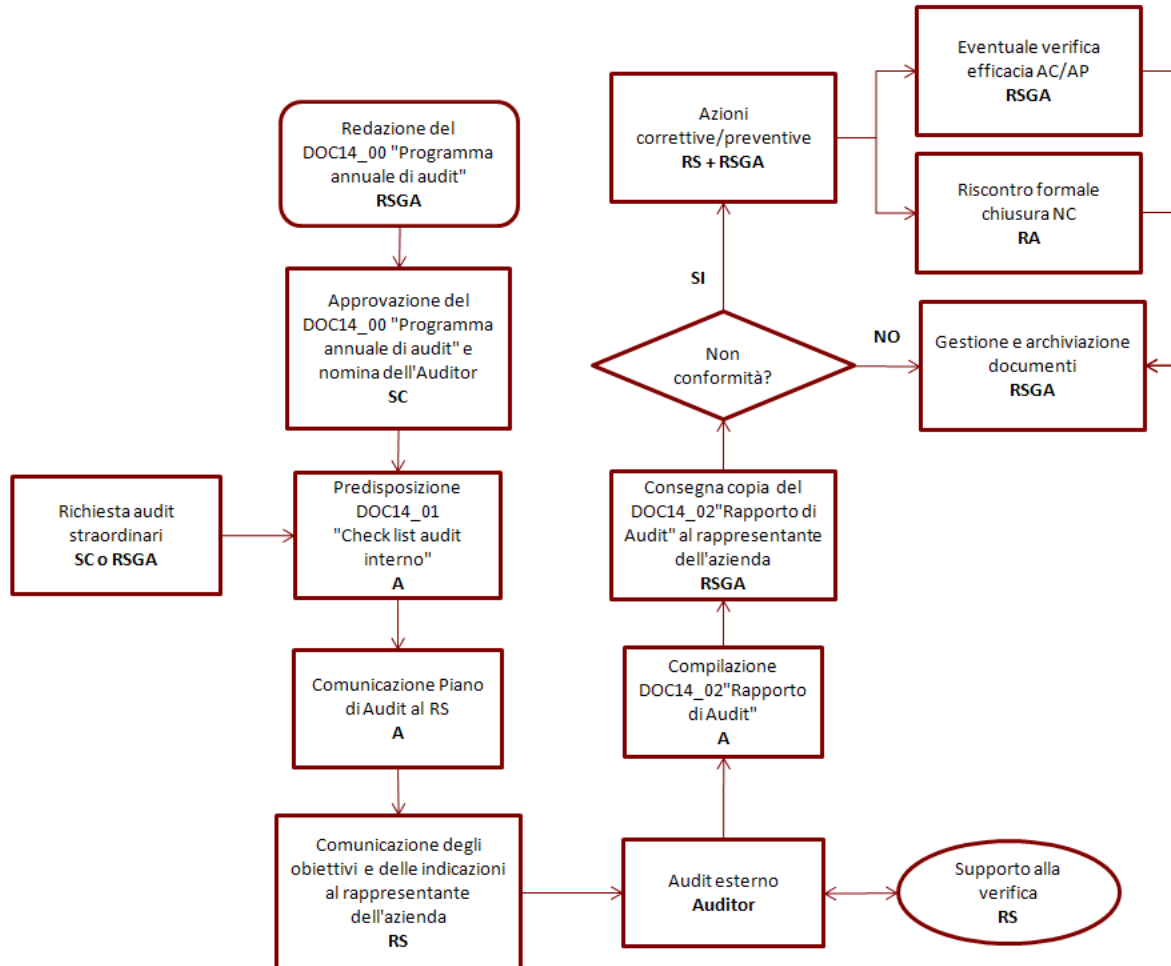 Redazione del
DOC14_00 "Programma
annuale di audit"
RSGA
Approvazione del
DOC14_00 "Programma
annuale di audit" e
nomina dell'Auditor
SC
Richiesta audit
straordinari
SC o RSGA
Predisposizione
DOC14_01
"Check list audit
interno"
A
Comunicazione Piano
di Audit al RS
A
Comunicazione degli
obiettivi e delle indicazioni
al rappresentante
dell'azienda
RS
Audit esterno
Auditor
Supporto alla
verifica
RS
Compilazione
DOC14_02"Rapporto
di Audit"
A
Consegna copia del
DOC14_02"Rapporto di
Audit" al rappresentante
dell'azienda
RSGA
Non
conformità?
SI
NO
Azioni
correttive/preventive
RS + RSGA
Eventuale verifica
efficacia AC/AP
RSGA
Riscontro formale
chiusura NC
RA
Gestione e archiviazione
documenti
RSGA